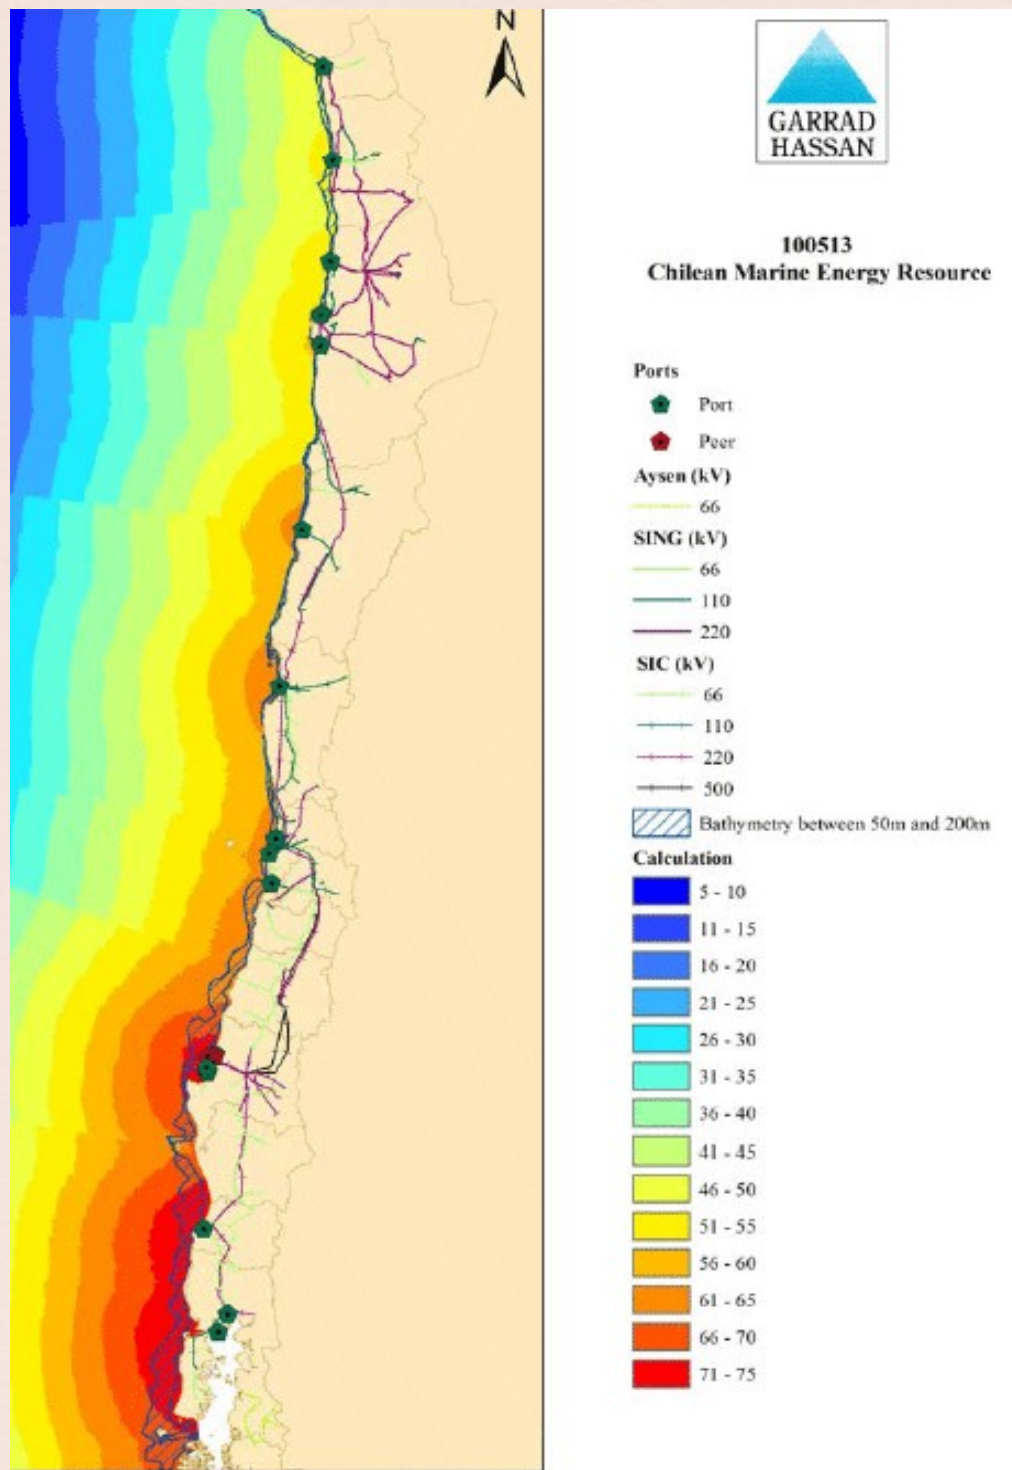 N
GARRAD
HASSAN
100513
Chilean Marine Energy Resource
Ports
Port
Peer
Aysen (kV)
66
SING (kV)
66
110
220
SIC (kV)
66
110
220
500
Bathymetry between 50m and 200m
Calculation
5 - 10
11 - 15
16 - 20
21 - 25
26 - 30
31 - 35
36 - 40
41 - 45
46 - 50
51 - 55
56 - 60
61 - 65
66 - 70
71 - 75